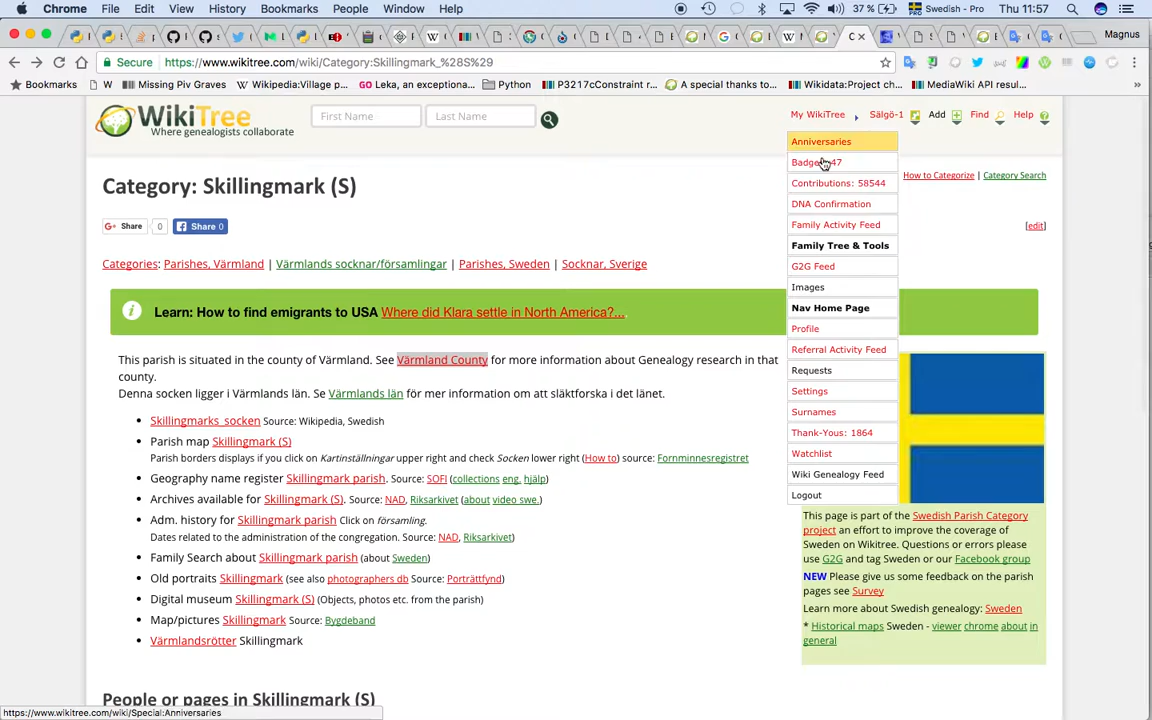 Chrome File Edit View History Bookmarks People Window Help 37 % Swedish - Pro Thu 11:57
Magnus
Secure https://www.wikitree.com/wiki/Category:Skillingmark_%28S%29
Bookmarks W Missing Piv Graves Wikipedia:Village p... Leka, an exceptiona... Python P3217cConstraint r... A special thanks to... Wikidata:Project ch... MediaWiki API resul...
WikiTree
Where genealogists collaborate
First Name Last Name
My WikiTree Sälgö-1 Add Find Help
Anniversaries
47
Contributions: 58544
DNA Confirmation
Family Activity Feed
Family Tree & Tools
G2G Feed
Images
Nav Home Page
Profile
Referral Activity Feed
Requests
Settings
Surnames
Thank-Yous: 1864
Watchlist
Wiki Genealogy Feed
Logout
How to Categorize | Category Search
Category: Skillingmark (S)
G+ Share 0 Share 0
[edit]
Categories: Parishes, Värmland | Värmlands socknar/församlingar | Parishes, Sweden | Socknar, Sverige
Learn: How to find emigrants to USA Where did Klara settle in North America?....
This parish is situated in the county of Värmland. See Värmland County for more information about Genealogy research in that
county.
Denna socken ligger i Värmlands län. Se Värmlands län för mer information om att släktforska i det länet.
Skillingmarks_socken Source: Wikipedia, Swedish
Parish map Skillingmark (S)
Parish borders displays if you click on Kartinställningar upper right and check Socken lower right (How to) source: Fornminnesregistret
Geography name register Skillingmark parish. Source: SOFI (collections eng. hjälp)
Archives available for Skillingmark (S). Source: NAD, Riksarkivet (about video swe.)
Adm. history for Skillingmark parish Click on församling.
Dates related to the administration of the congregation. Source: NAD, Riksarkivet)
Family Search about Skillingmark parish (about Sweden)
Old portraits Skillingmark (see also photographers db Source: Porträttfynd)
Digital museum Skillingmark (S) (Objects, photos etc. from the parish)
Map/pictures Skillingmark Source: Bygdeband
Värmlandsrötter Skillingmark
This page is part of the Swedish Parish Category
project an effort to improve the coverage
of Sweden on Wikitree. Questions or errors please
use G2G and tag Sweden or our Facebook group
NEW Please give us some feedback on the parish
pages see Survey
Learn more about Swedish genealogy: Sweden
* Historical maps Sweden - viewer chrome about in
general
People or pages in Skillingmark (S)
https://www.wikitree.com/wiki/Special:Anniversaries